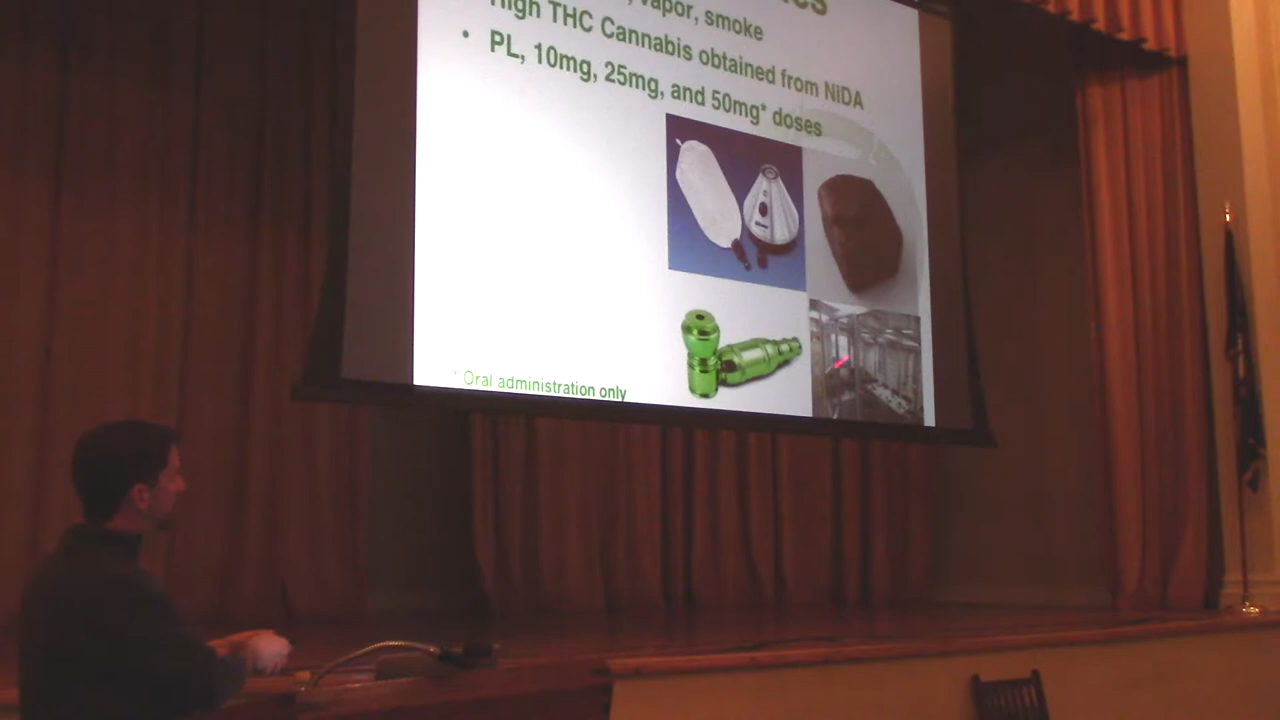 vapor, smoke
High THC Cannabis obtained from NIDA
• PL, 10mg, 25mg, and 50mg* doses
* Oral administration only